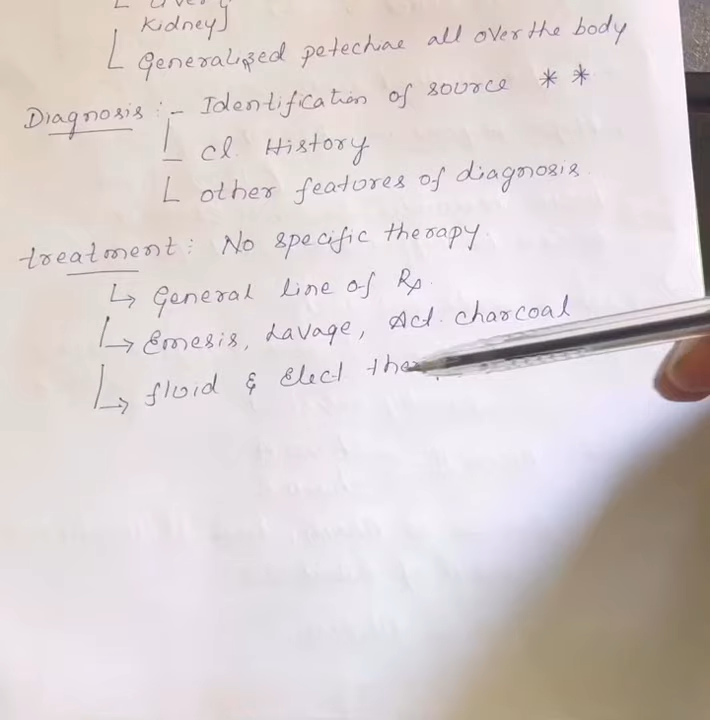 Kidney]
Generalized petechiae all over the body
Diagnosis :- Identification of source * *
cl. History
other features of diagnosis.
treatment : No specific therapy.
↳ General line of Rx.
↳ Emesis, Lavage, Act. charcoal
↳ fluid & Elect